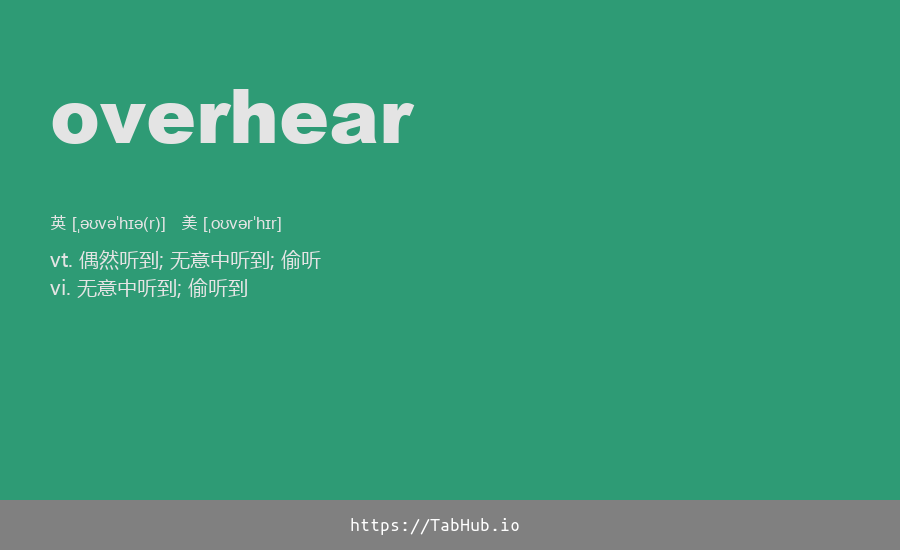 overhear
英 [ˌəʊvəˈhɪə(r)] 美 [ˌoʊvərˈhɪr]
vt. 偶然听到; 无意中听到; 偷听
vi. 无意中听到; 偷听到
https://TabHub.io